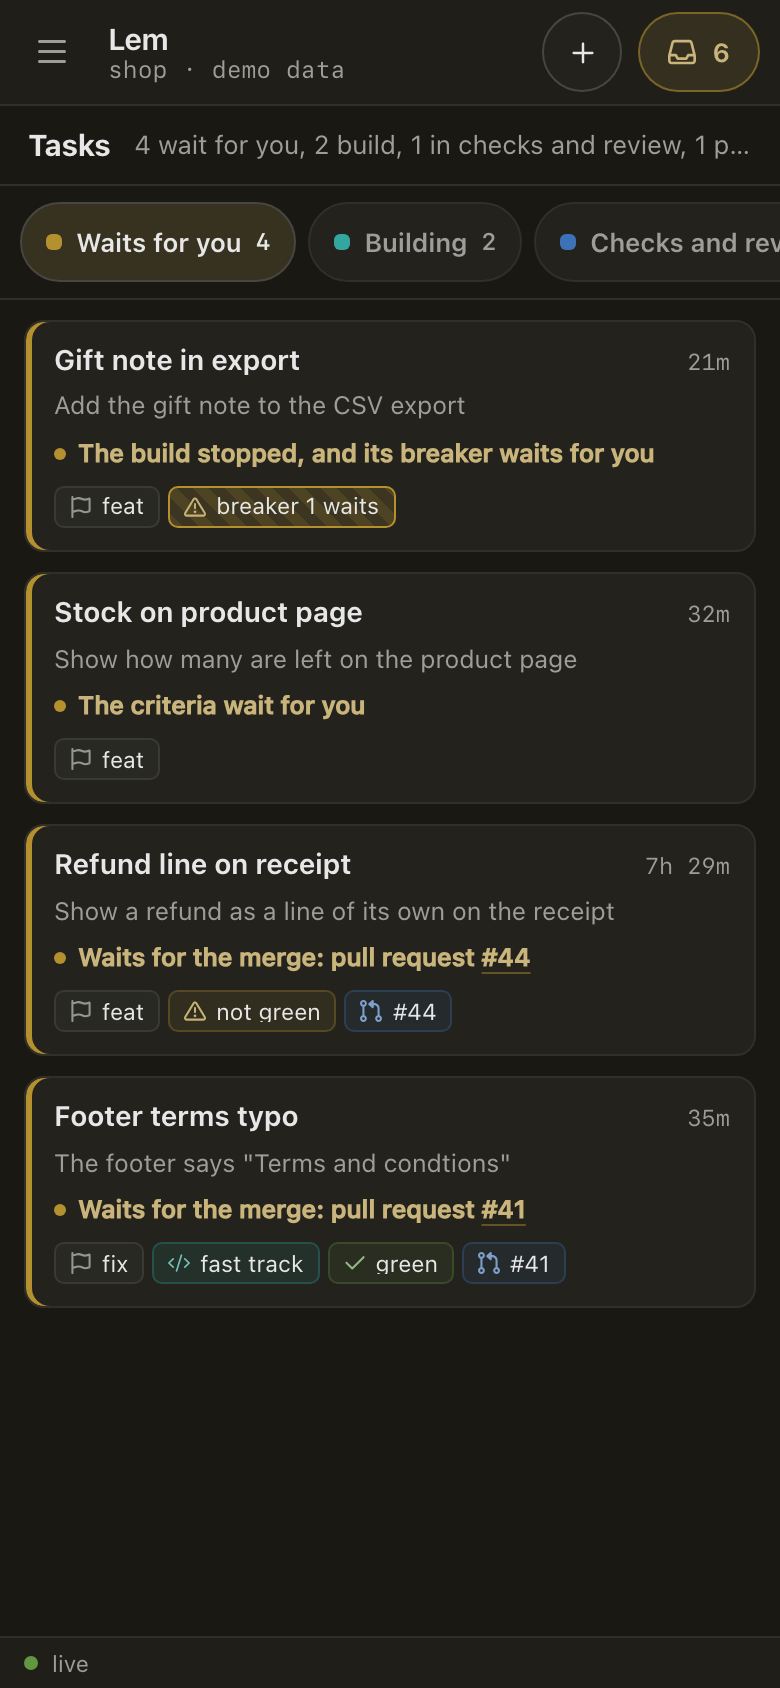 Lem
shop · demo data
6
Tasks 4 wait for you, 2 build, 1 in checks and review, 1 p...
Waits for you 4 Building 2 Checks and rev
Gift note in export 21m
Add the gift note to the CSV export
The build stopped, and its breaker waits for you
feat breaker 1 waits
Stock on product page 32m
Show how many are left on the product page
The criteria wait for you
feat
Refund line on receipt 7h 29m
Show a refund as a line of its own on the receipt
Waits for the merge: pull request #44
feat not green #44
Footer terms typo 35m
The footer says "Terms and condtions"
Waits for the merge: pull request #41
fix fast track green #41
live